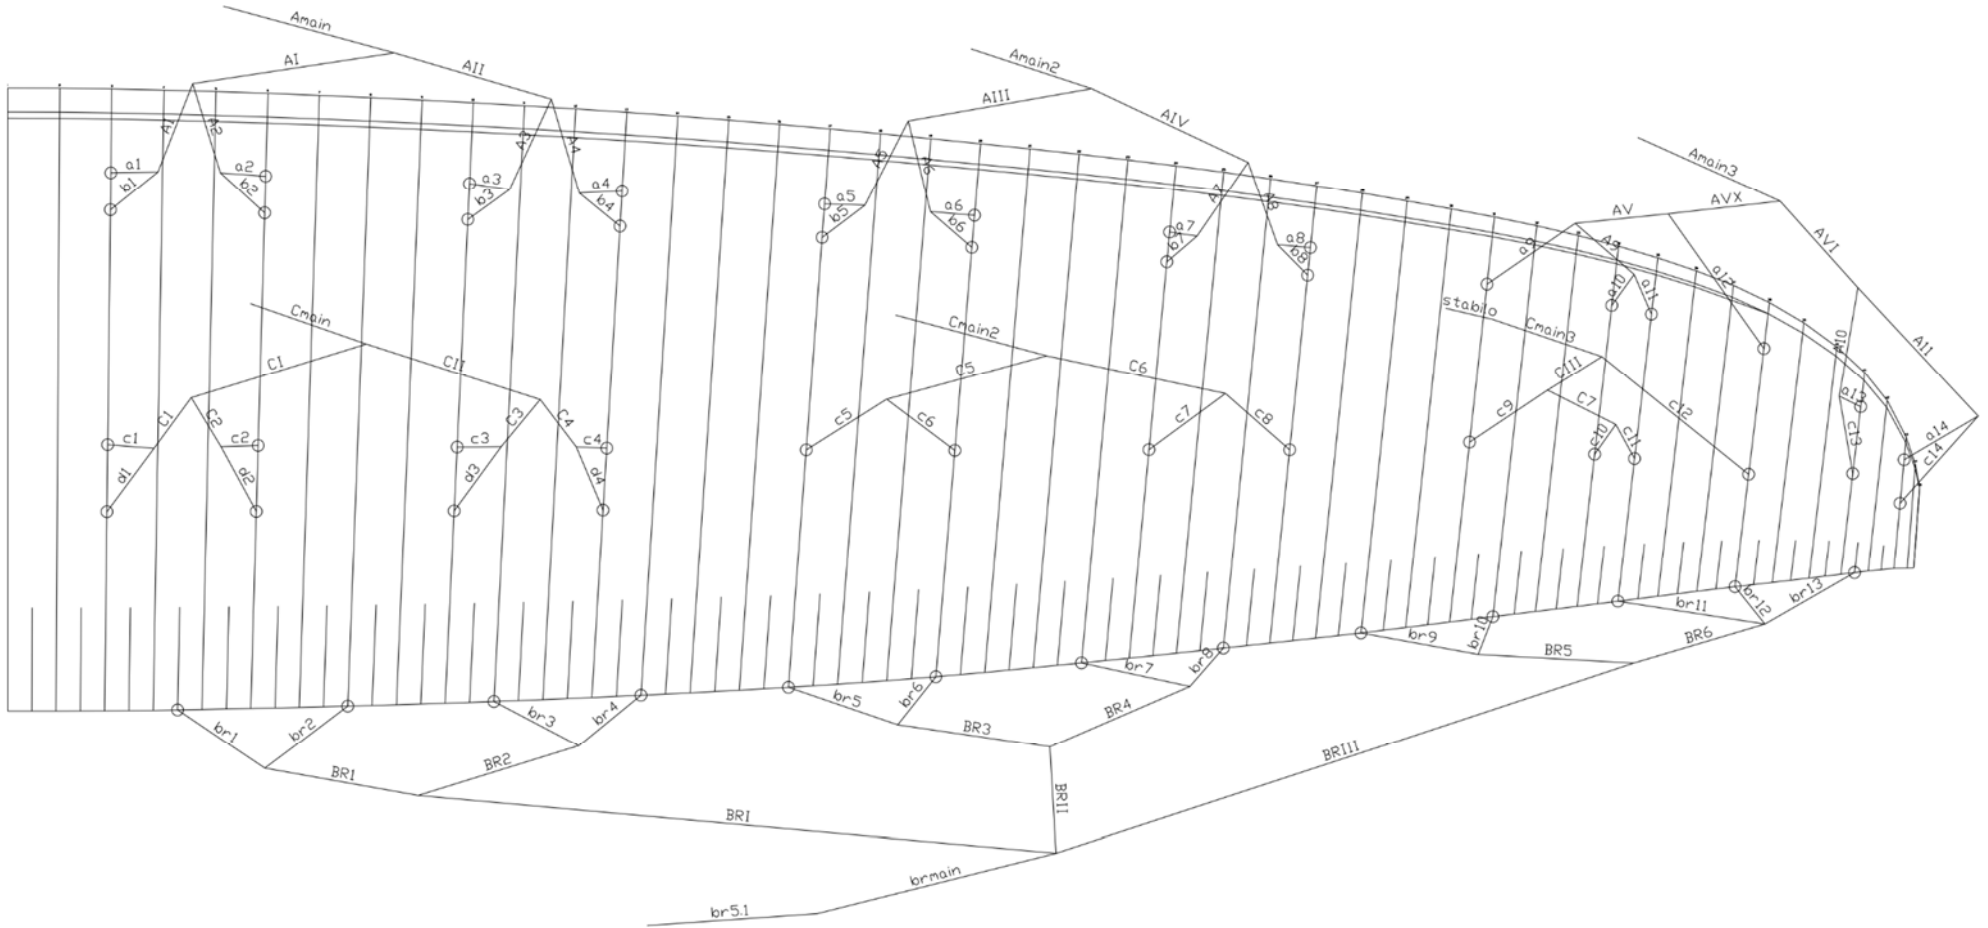 Amain
AI
AII
Amain2
AIII
AIV
Amain3
AVX
AV
AVI
AII
A1
A2
A3
A4
A5
A6
A7
A8
A9
A10
a1
b1
a2
b2
a3
b3
a4
b4
a5
b5
a6
b6
a7
b7
a8
b8
a9
a10
a11
a12
a13
a14
c13
c14
stabilo
Cmain
CI
CII
Cmain2
C5
C6
Cmain3
CIII
C7
c12
C1
C2
C3
C4
c1
d1
c2
d2
c3
d3
c4
d4
c5
c6
c7
c8
c9
c10
c11
br1
br2
br3
br4
br5
br6
br7
br8
br9
br10
br11
br12
br13
BR1
BR2
BR3
BR4
BR5
BR6
BRI
BRII
BRIII
brmain
br5.1